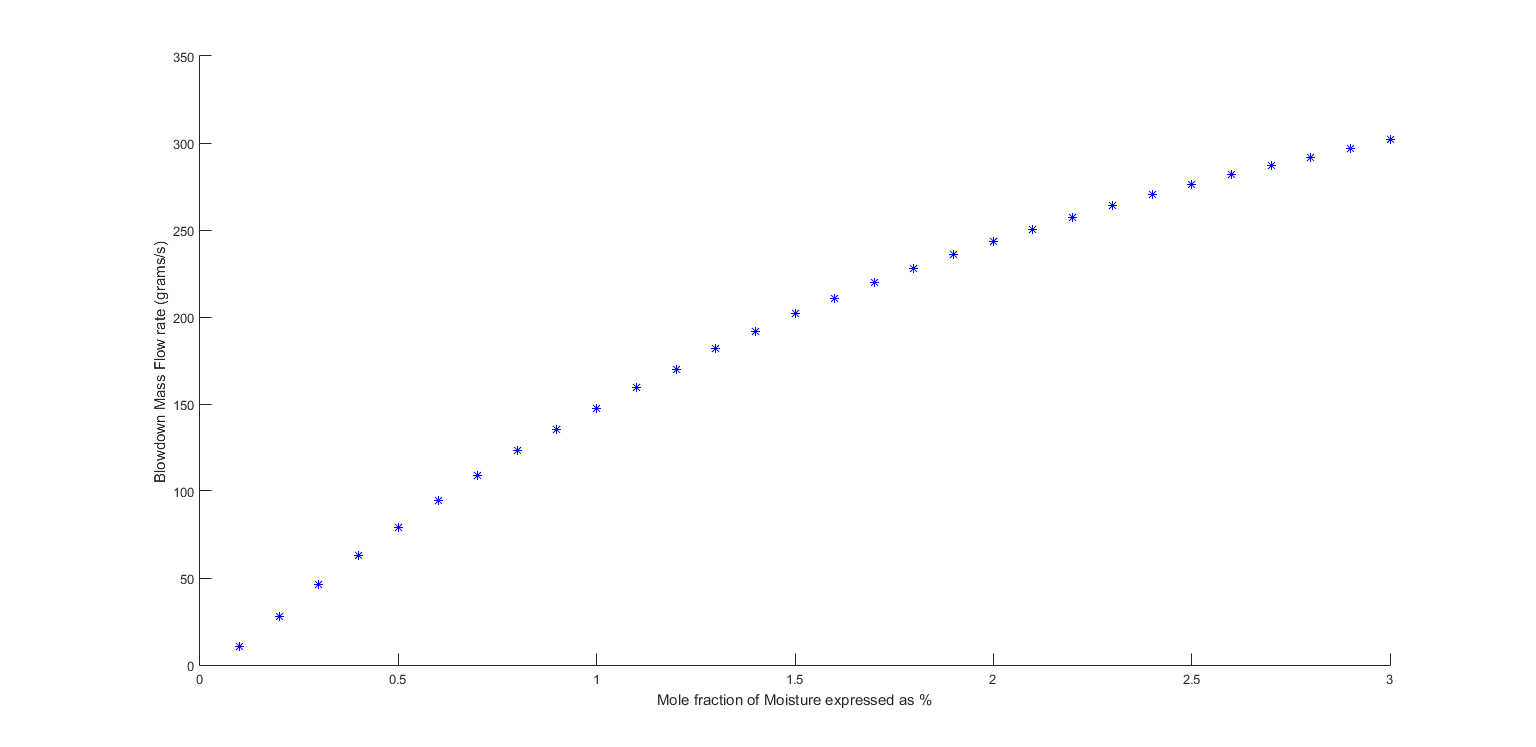 350
300
250
200
150
100
50
0
Blowdown Mass Flow rate (grams/s)
0 0.5 1 1.5 2 2.5 3
Mole fraction of Moisture expressed as %